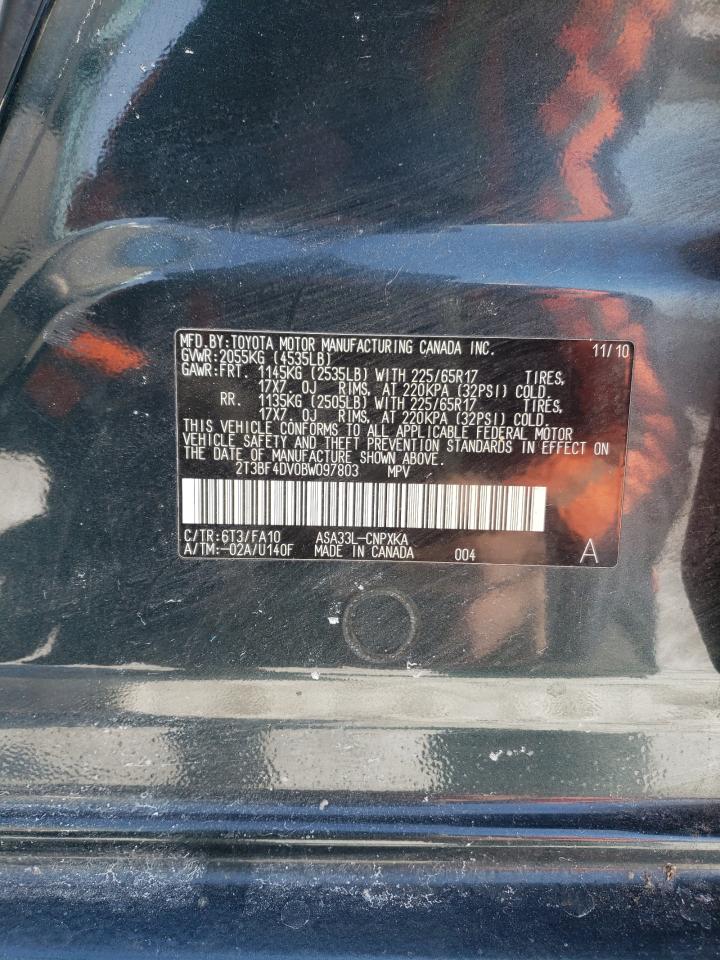 MFD.BY:TOYOTA MOTOR MANUFACTURING CANADA INC. 11/10
GVWR:2055KG (4535LB)
GAWR:FRT. 1145KG (2535LB) WITH 225/65R17 TIRES,
17X7. OJ RIMS, AT 220KPA (32PSI) COLD
RR. 1135KG (2505LB) WITH 225/65R17 TIRES,
17X7. OJ RIMS, AT 220KPA (32PSI) COLD.
THIS VEHICLE CONFORMS TO ALL APPLICABLE FEDERAL MOTOR
VEHICLE SAFETY AND THEFT PREVENTION STANDARDS IN EFFECT ON
THE DATE OF MANUFACTURE SHOWN ABOVE.
2T3BF4DV0BW097803 MPV
C/TR:6T3/FA10 ASA33L-CNPXKA
A/TM:-02A/U140F MADE IN CANADA 004 A